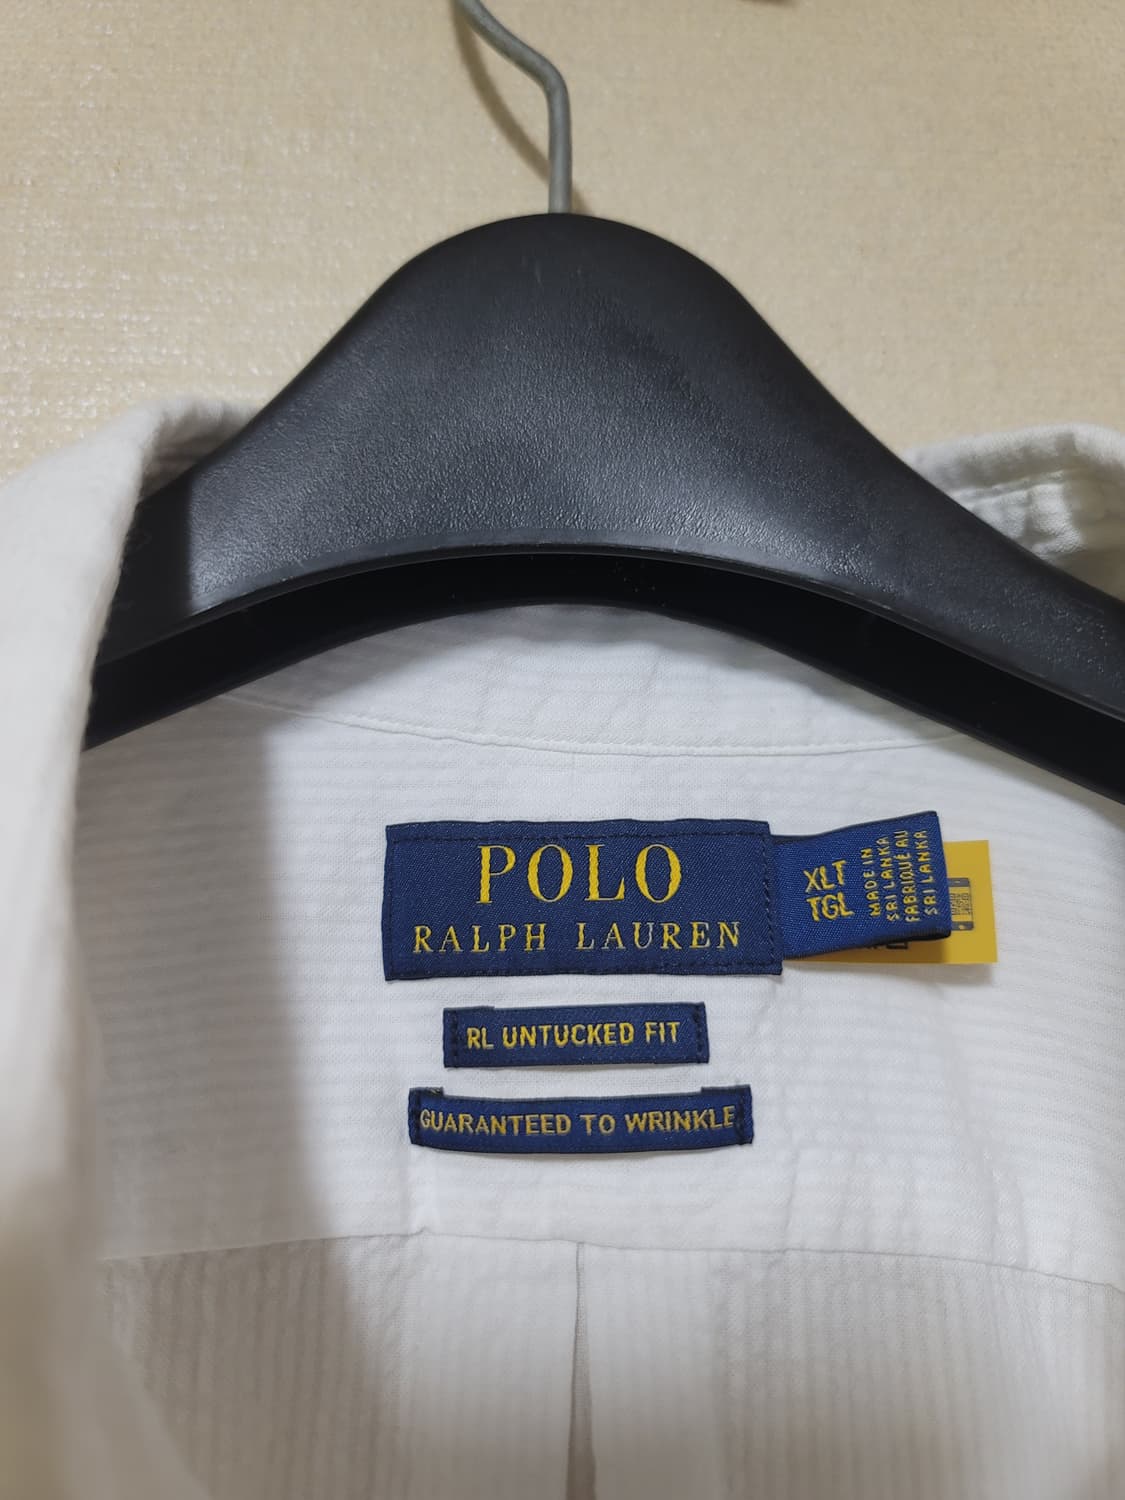 POLO
RALPH LAUREN
XLT
TGL
MADE IN
SRI LANKA
FABRIQUÉ AU
SRI LANKA
RL UNTUCKED FIT
GUARANTEED TO WRINKLE